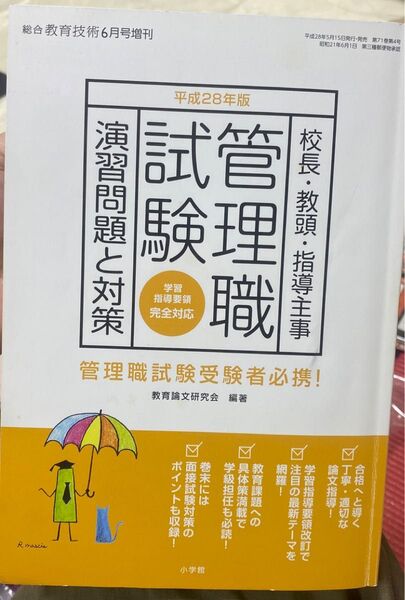 総合教育技術6月号増刊
平成28年5月15日発行・発売 第71巻第4号
昭和21年6月1日 第三種郵便物承認
平成28年版
校長・教頭・指導主事
管理職
試験
演習問題と対策
学習
指導要領
完全対応
管理職試験受験者必携!
教育論文研究会 編著
合格へと導く
丁寧・適切な
論文指導!
学習指導要領改訂で
注目の最新テーマを
網羅!
教育課題への
具体策満載で
学級担任も必読!
巻末には
面接試験対策の
ポイントも収録!
小学館